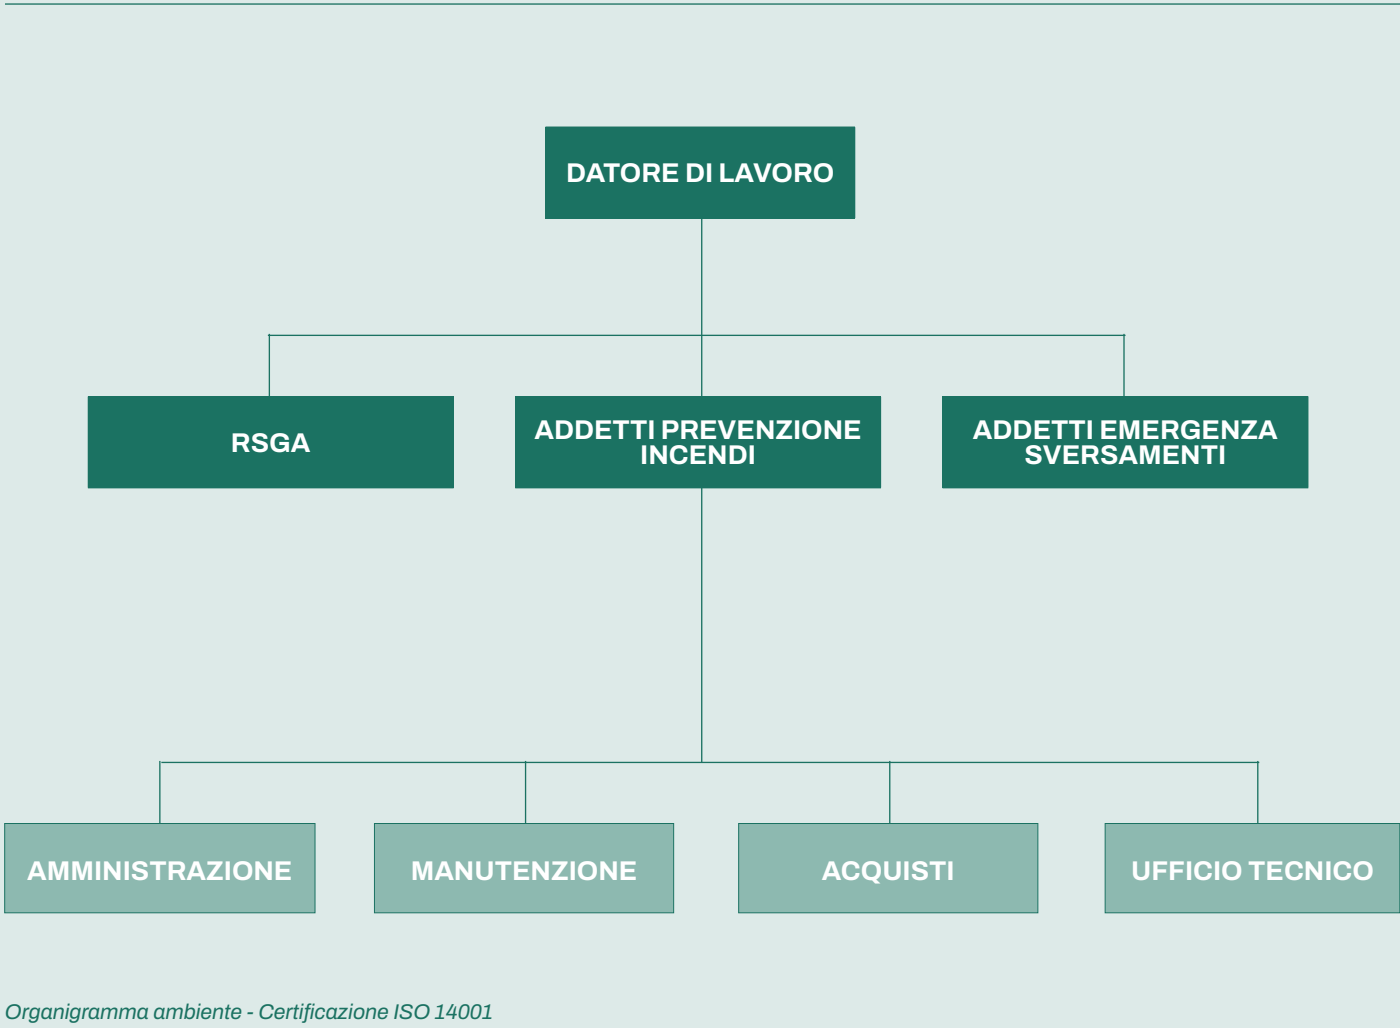 DATORE DI LAVORO
RSGA
ADDETTI PREVENZIONE
INCENDI
ADDETTI EMERGENZA
SVERSAMENTI
AMMINISTRAZIONE
MANUTENZIONE
ACQUISTI
UFFICIO TECNICO
Organigramma ambiente - Certificazione ISO 14001